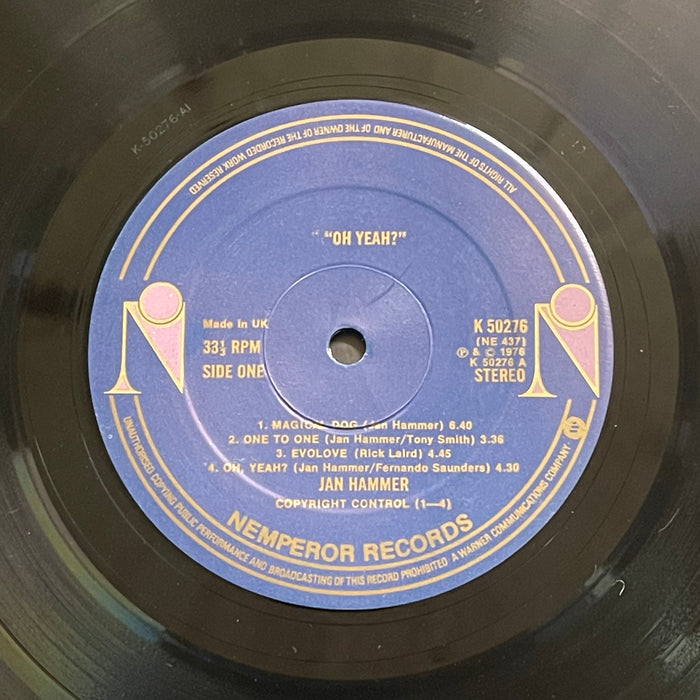 K-50276-A1
ALL RIGHTS OF THE MANUFACTURER AND OF THE OWNER OF THE RECORDED WORK RESERVED
"OH YEAH?"
Made in UK
33⅓ RPM
SIDE ONE
K 50276
(NE 437)
Ⓟ & © 1976
K 50276 A
STEREO
1. MAGICAL DOG (Jan Hammer) 6.40
2. ONE TO ONE (Jan Hammer/Tony Smith) 3.36
3. EVOLOVE (Rick Laird) 4.45
4. OH, YEAH? (Jan Hammer/Fernando Saunders) 4.30
JAN HAMMER
COPYRIGHT CONTROL (1—4)
NEMPEROR RECORDS
UNAUTHORISED COPYING PUBLIC PERFORMANCE AND BROADCASTING OF THIS RECORD PROHIBITED A WARNER COMMUNICATIONS COMPANY